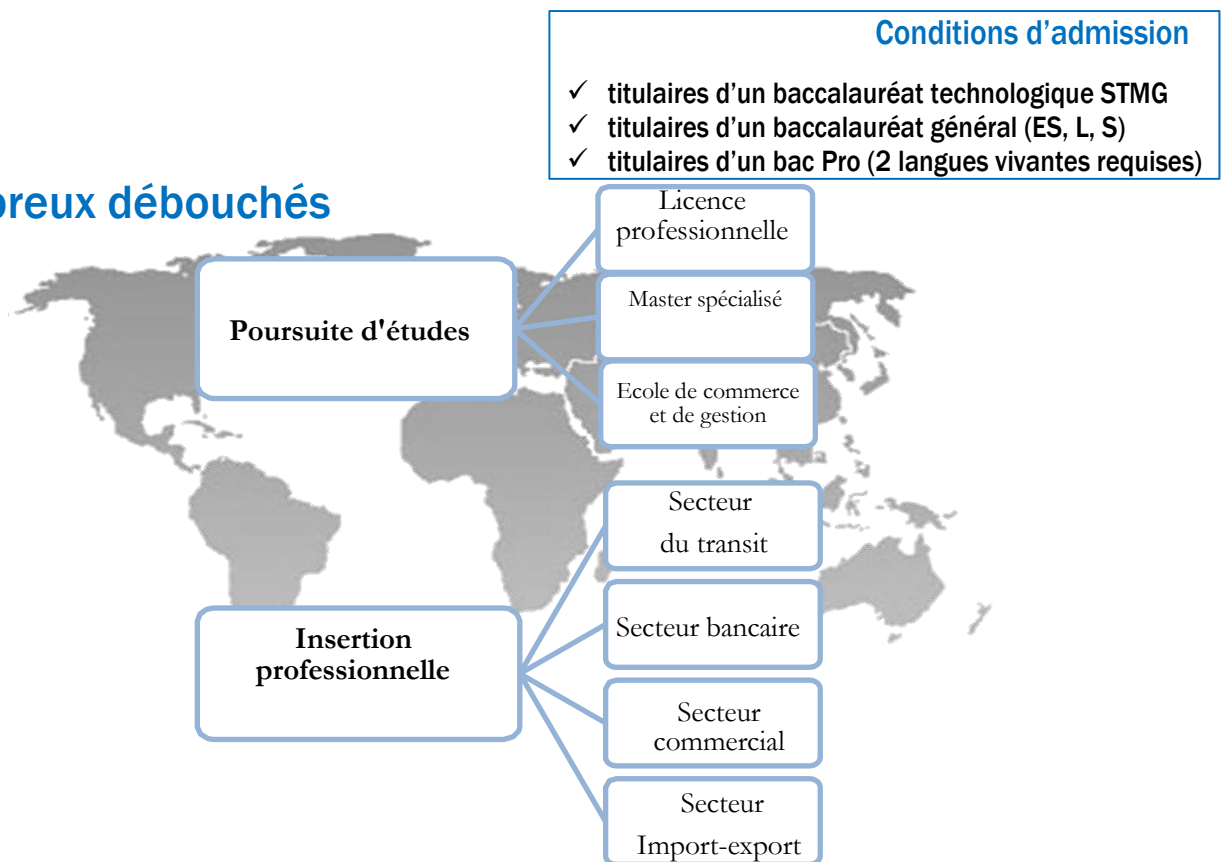 Conditions d’admission
✓ titulaires d’un baccalauréat technologique STMG
✓ titulaires d’un baccalauréat général (ES, L, S)
✓ titulaires d’un bac Pro (2 langues vivantes requises)
breux débouchés
Poursuite d'études
Licence
professionnelle
Master spécialisé
Ecole de commerce
et de gestion
Insertion
professionnelle
Secteur
du transit
Secteur bancaire
Secteur
commercial
Secteur
Import-export